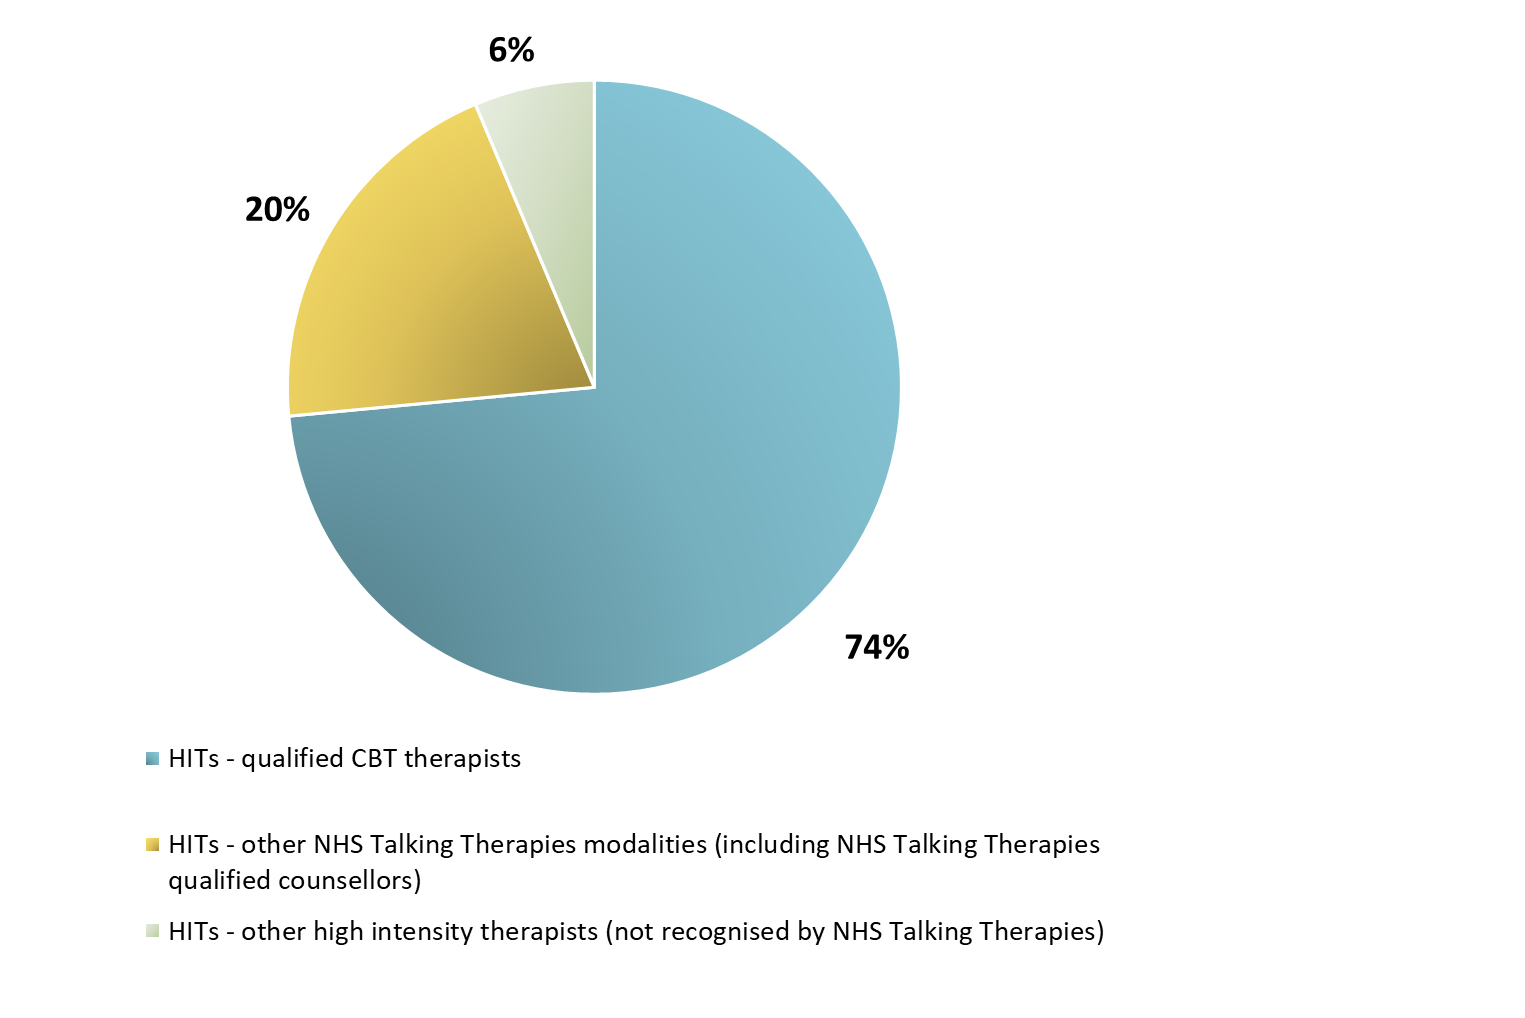 6%
20%
74%
HITs - qualified CBT therapists
HITs - other NHS Talking Therapies modalities (including NHS Talking Therapies
qualified counsellors)
HITs - other high intensity therapists (not recognised by NHS Talking Therapies)